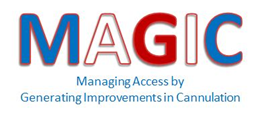 MAGIC
Managing Access by
Generating Improvements in Cannulation